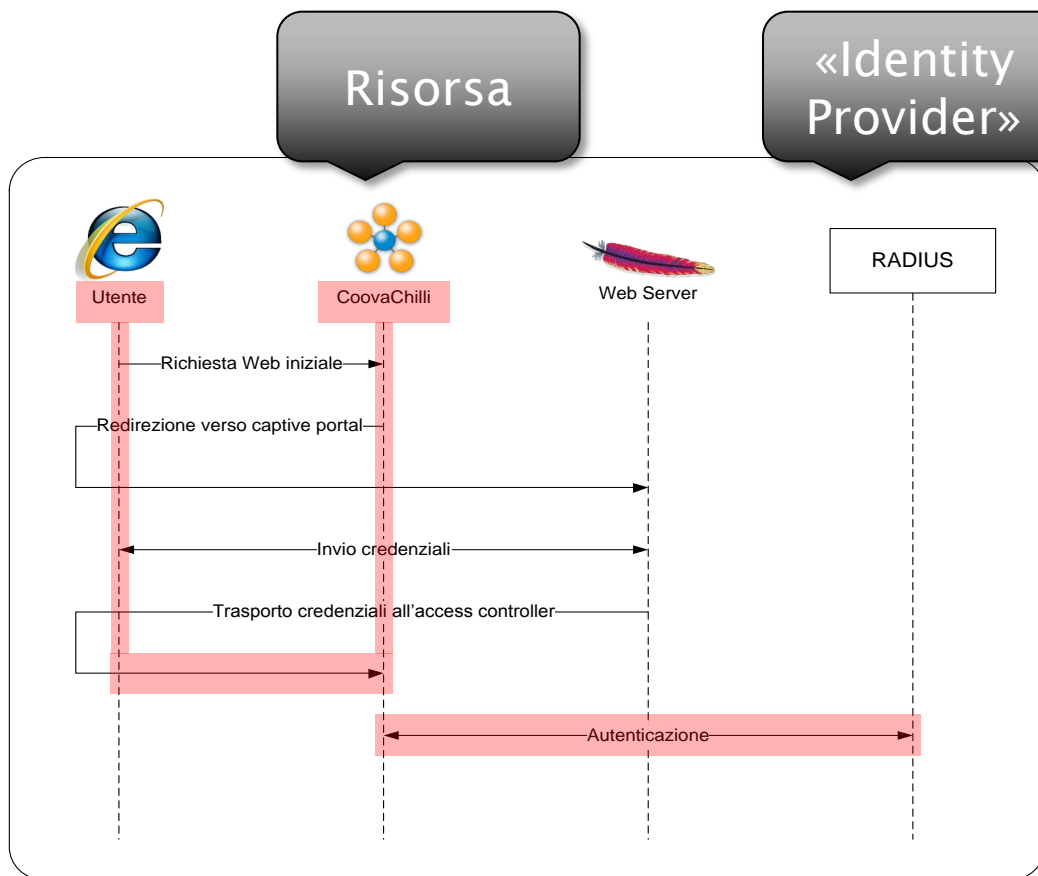 Risorsa
«Identity
Provider»
Utente
CoovaChilli
Web Server
RADIUS
Richiesta Web iniziale
Redirezione verso captive portal
Invio credenziali
Trasporto credenziali all'access controller
Autenticazione